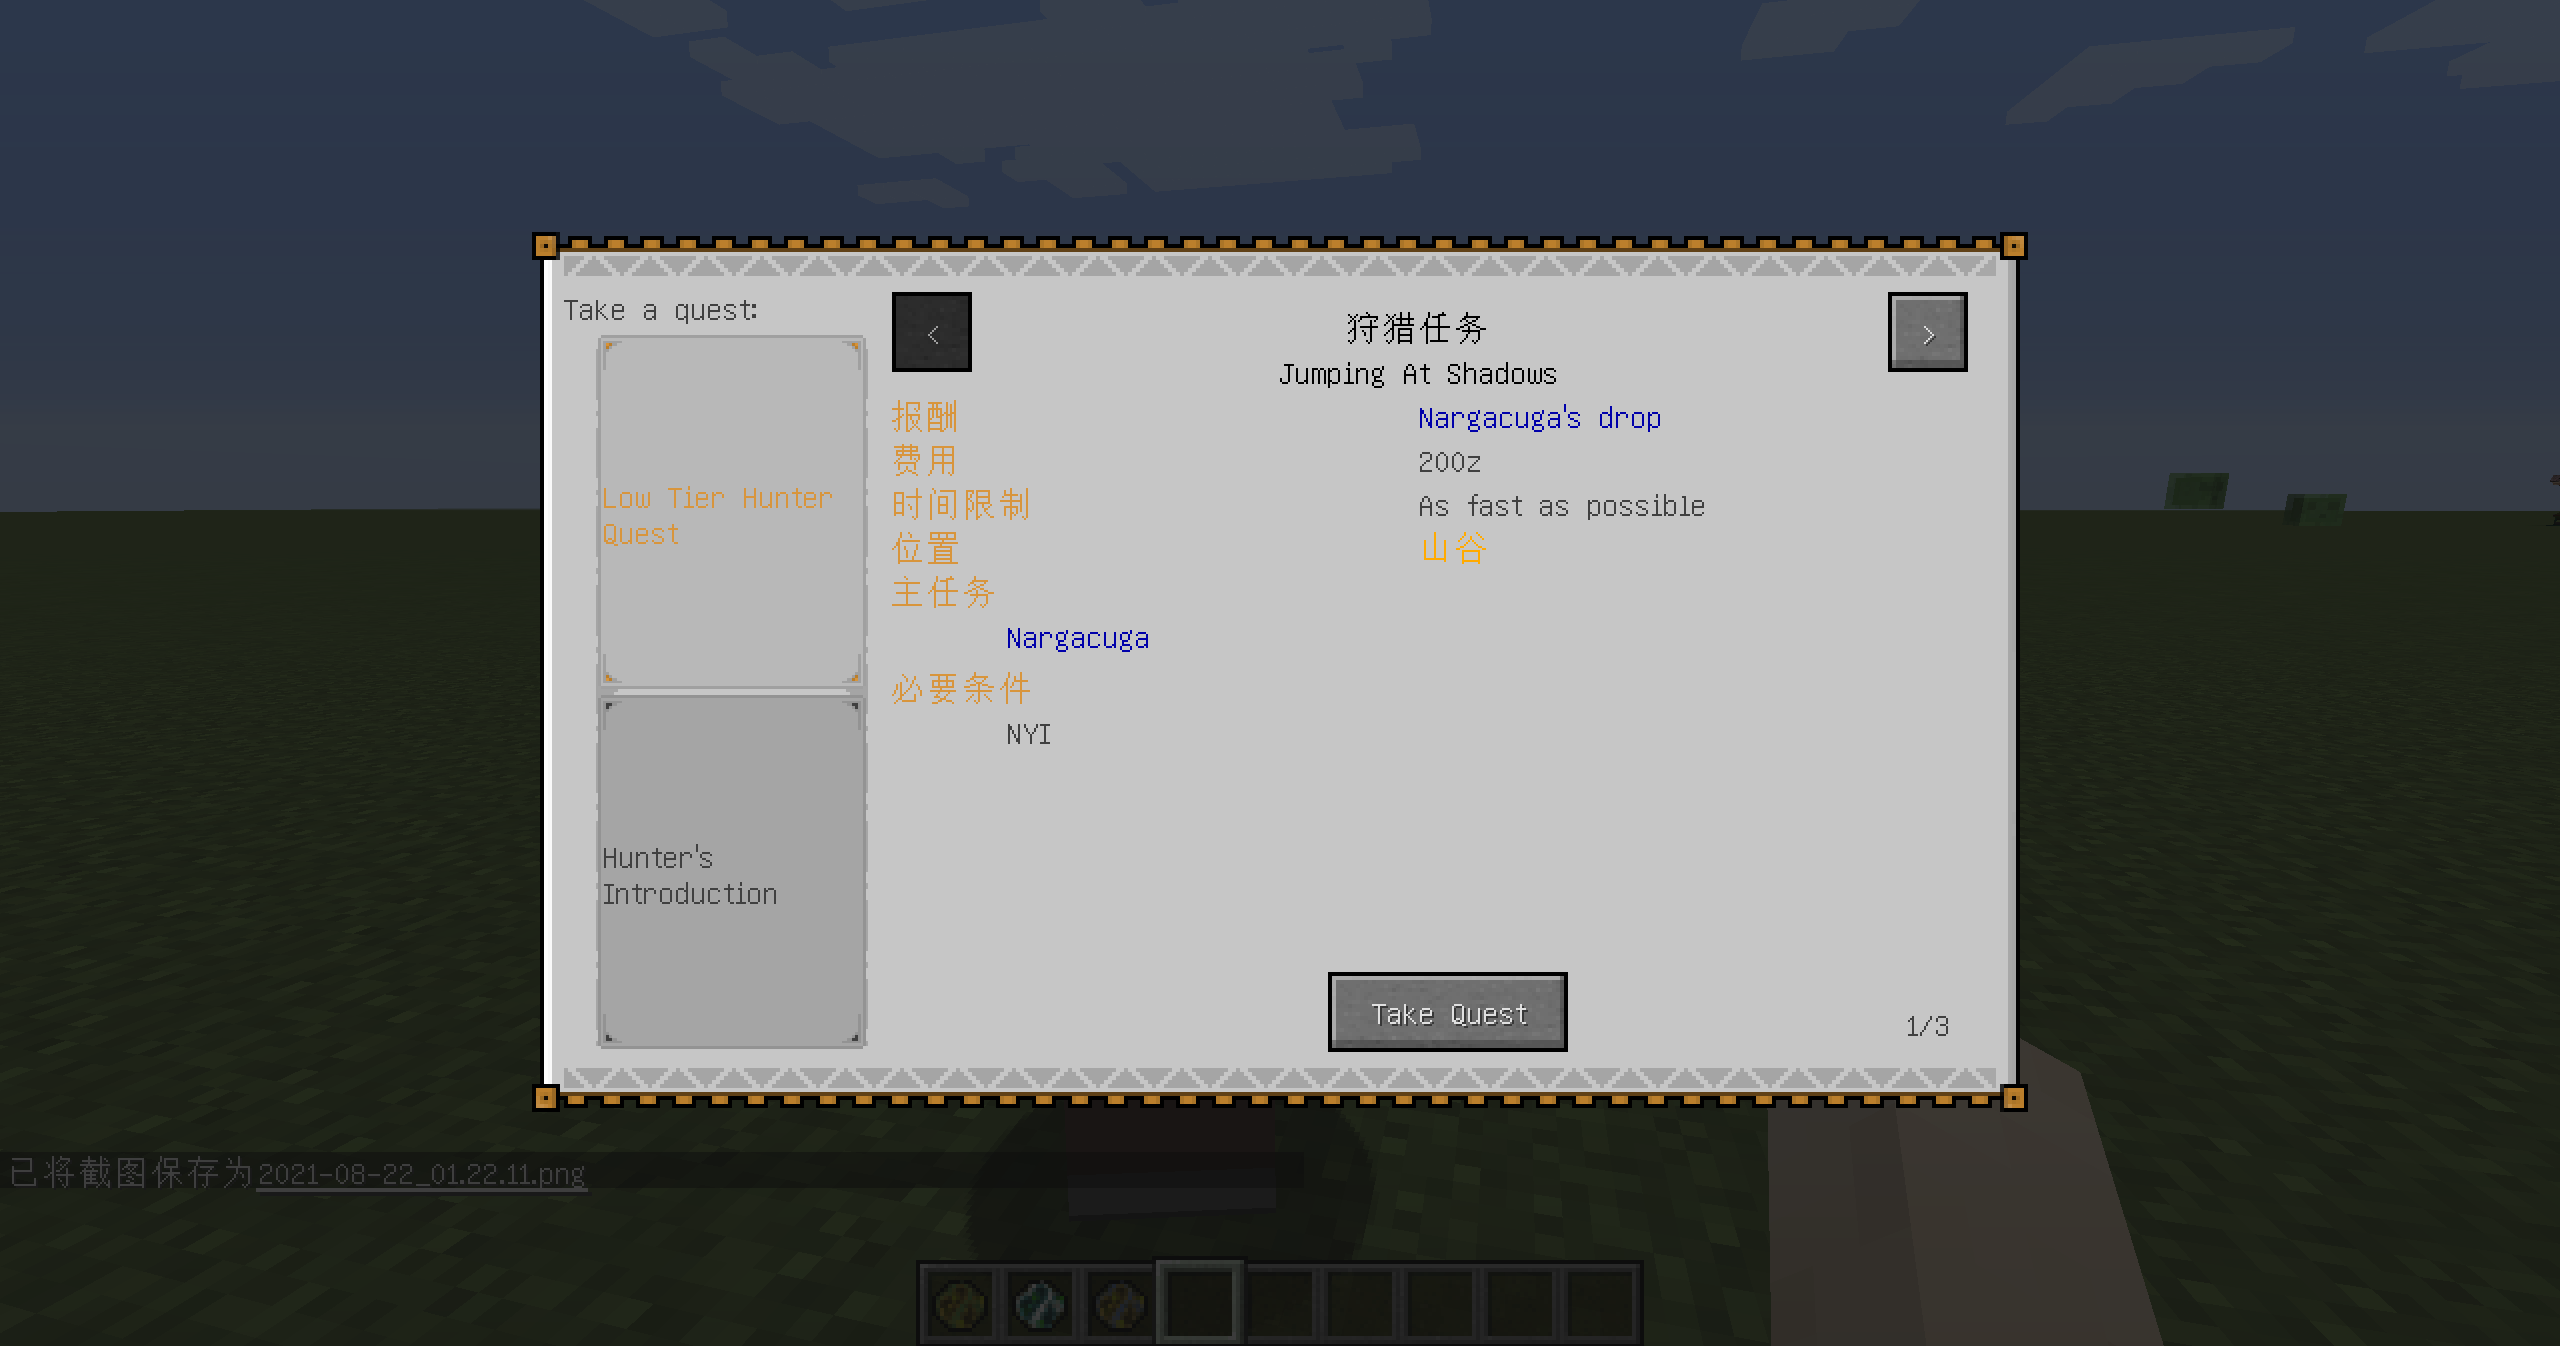 Take a quest:
Low Tier Hunter
Quest
Hunter's
Introduction
<
狩猎任务
>
Jumping At Shadows
报酬 Nargacuga's drop
费用 200z
时间限制 As fast as possible
位置 山谷
主任务
Nargacuga
必要条件
NYI
Take Quest
1/3
已将截图保存为2021-08-22_01.22.11.png